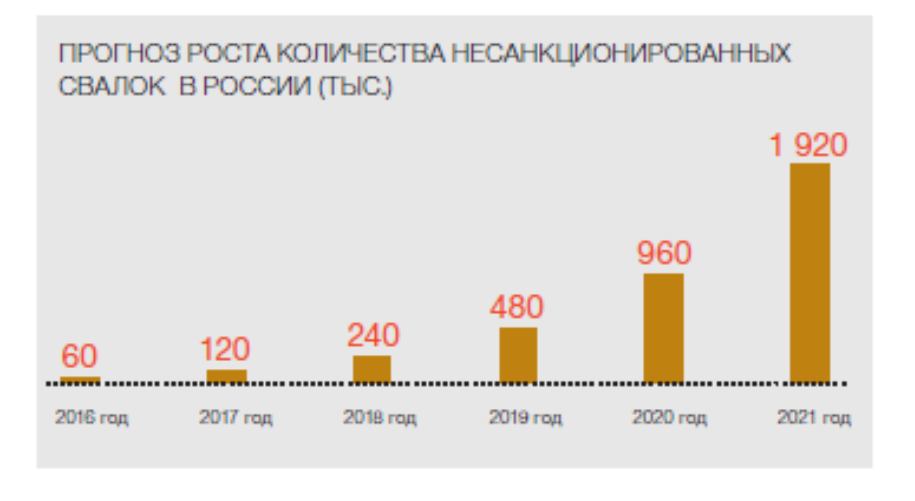 ПРОГНОЗ РОСТА КОЛИЧЕСТВА НЕСАНКЦИОНИРОВАННЫХ
СВАЛОК В РОССИИ (ТЫС.)
60
120
240
480
960
1 920
2016 год
2017 год
2018 год
2019 год
2020 год
2021 год